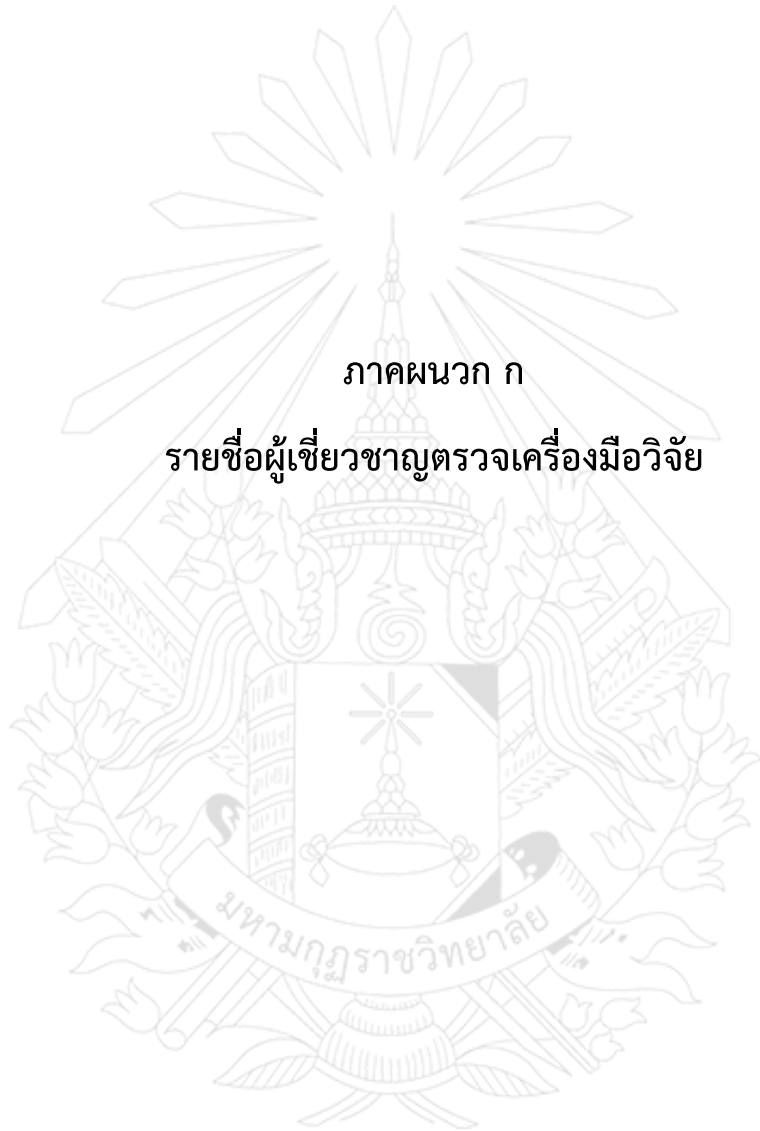 ภาคผนวก ก
รายชื่อผู้เชี่ยวชาญตรวจเครื่องมือวิจัย
มหามกุฏราชวิทยาลัย